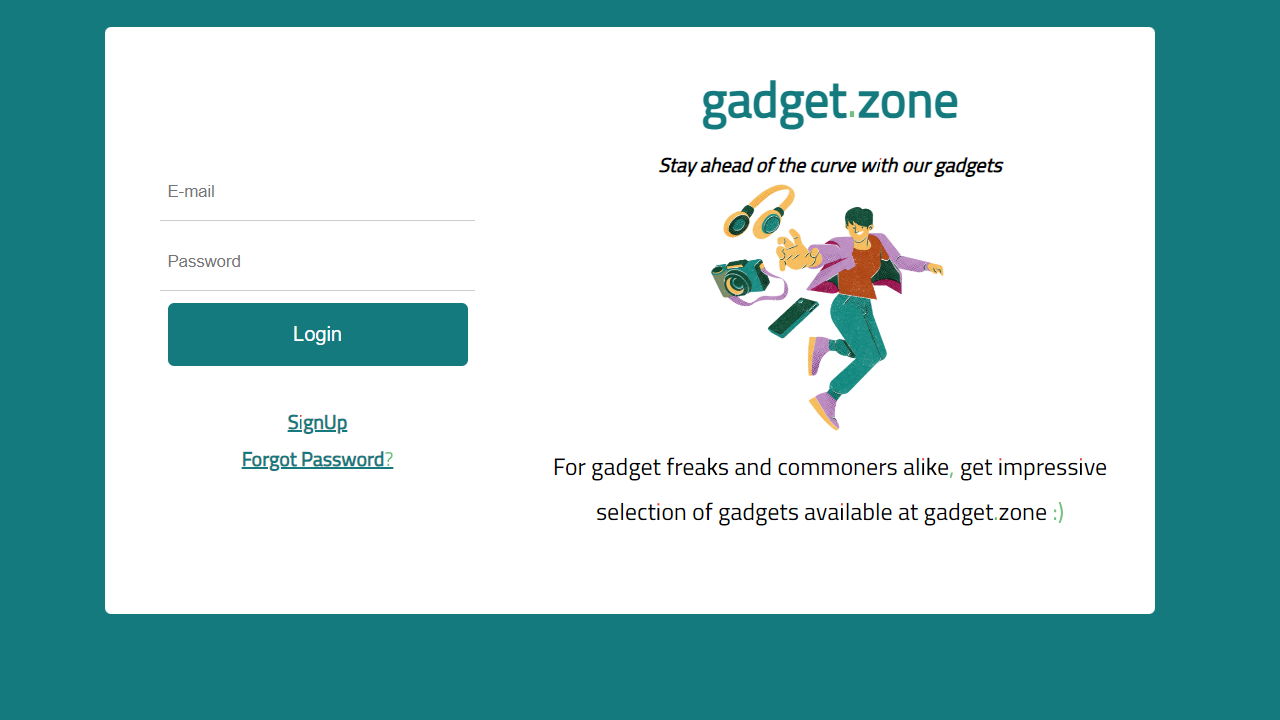 E-mail
Password
Login
SignUp
Forgot Password?
gadget.zone
Stay ahead of the curve with our gadgets
For gadget freaks and commoners alike, get impressive
selection of gadgets available at gadget.zone :)